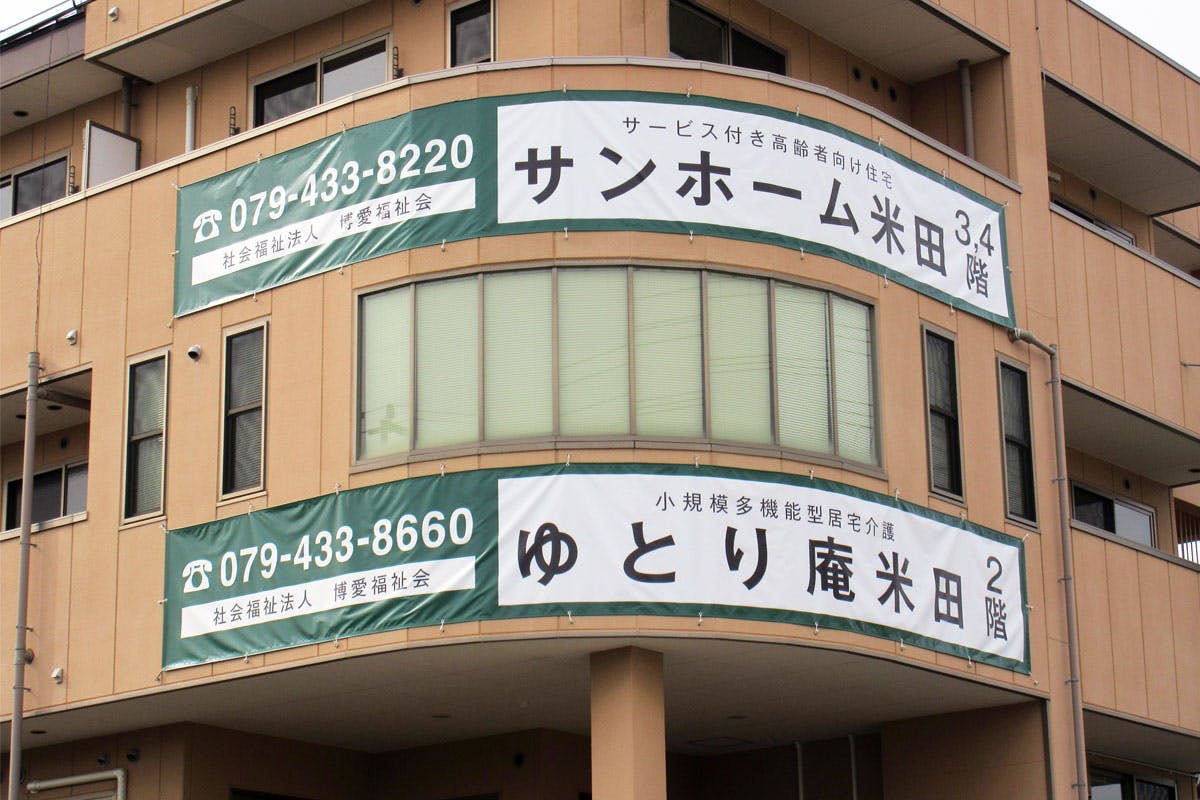 ☎079-433-8220
社会福祉法人 博愛福祉会
サービス付き高齢者向け住宅
サンホーム米田
3,4階
☎079-433-8660
社会福祉法人 博愛福祉会
小規模多機能型居宅介護
ゆとり庵米田
2階